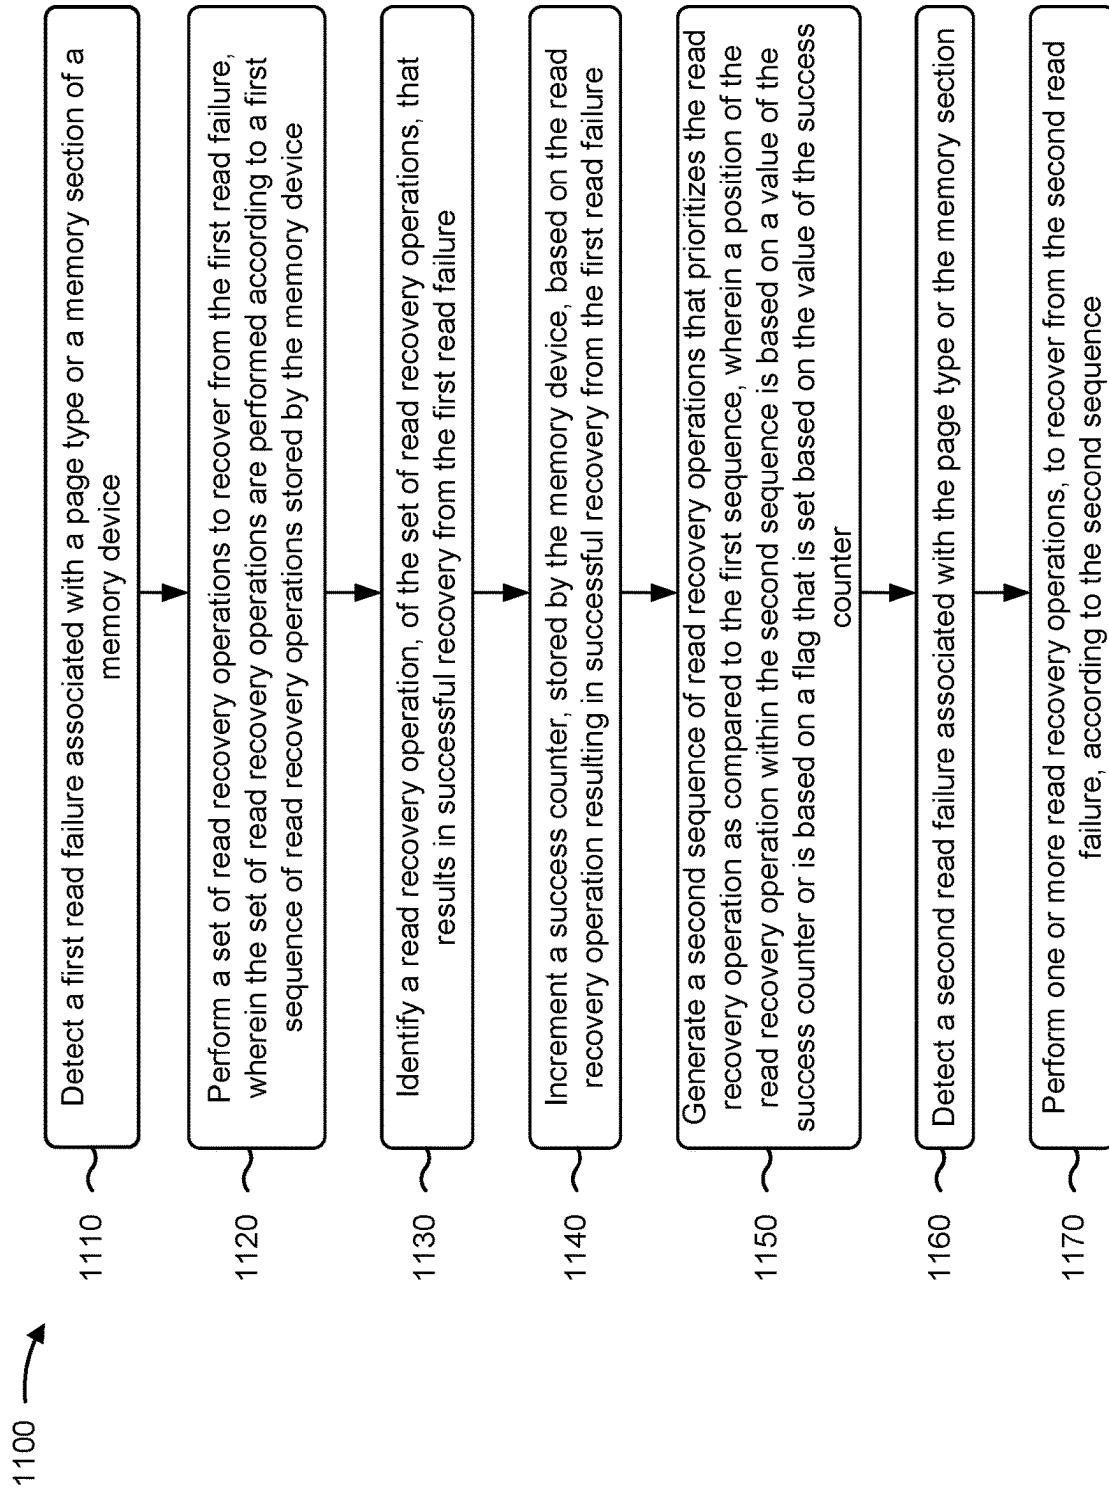 1100
1110
Detect a first read failure associated with a page type or a memory section of a
memory device
1120
Perform a set of read recovery operations to recover from the first read failure,
wherein the set of read recovery operations are performed according to a first
sequence of read recovery operations stored by the memory device
1130
Identify a read recovery operation, of the set of read recovery operations, that
results in successful recovery from the first read failure
1140
Increment a success counter, stored by the memory device, based on the read
recovery operation resulting in successful recovery from the first read failure
1150
Generate a second sequence of read recovery operations that prioritizes the read
recovery operation as compared to the first sequence, wherein a position of the
read recovery operation within the second sequence is based on a value of the
success counter or is based on a flag that is set based on the value of the success
counter
1160
Detect a second read failure associated with the page type or the memory section
1170
Perform one or more read recovery operations, to recover from the second read
failure, according to the second sequence